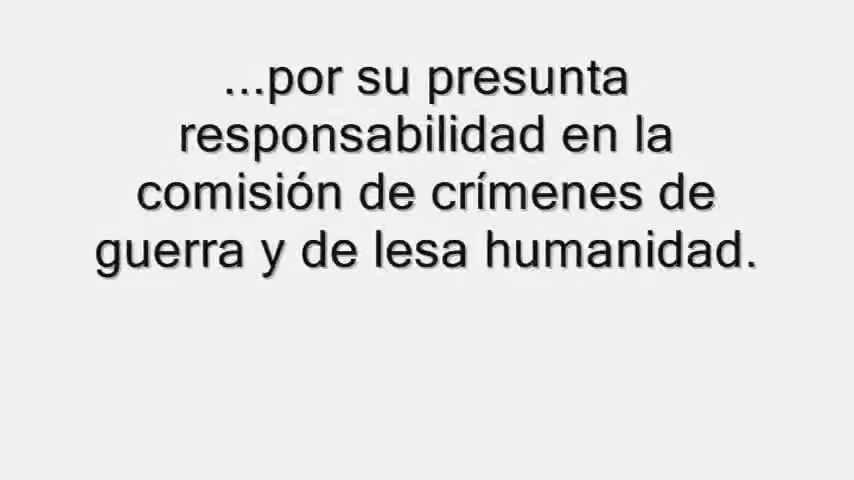 ...por su presunta
responsabilidad en la
comisión de crímenes de
guerra y de lesa humanidad.